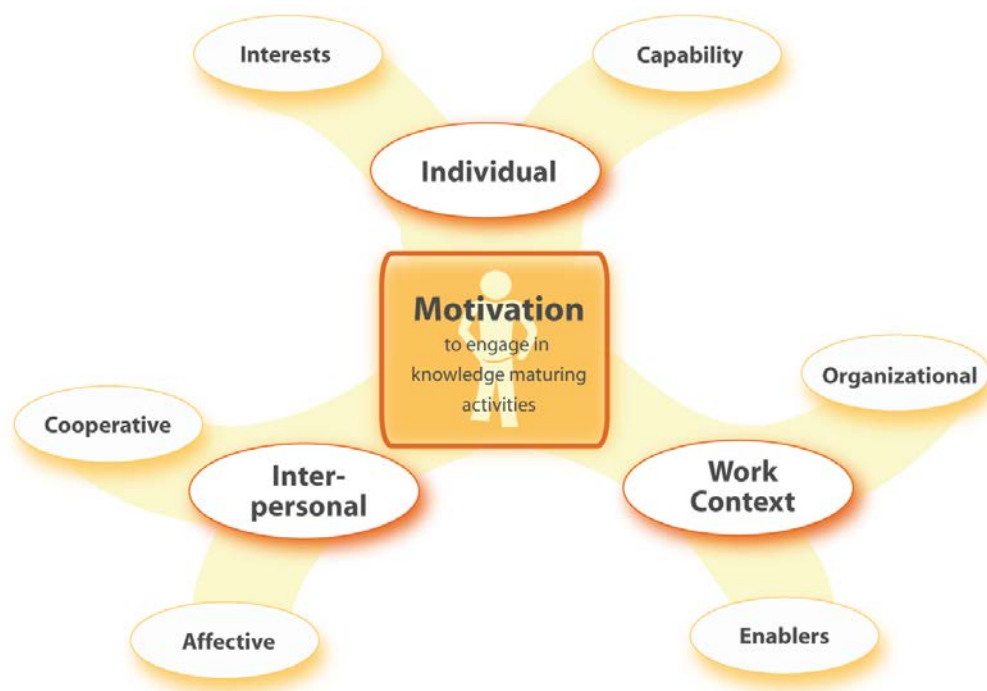 Interests
Capability
Individual
Motivation
to engage in
knowledge maturing
activities
Organizational
Cooperative
Inter-
personal
Work
Context
Affective
Enablers